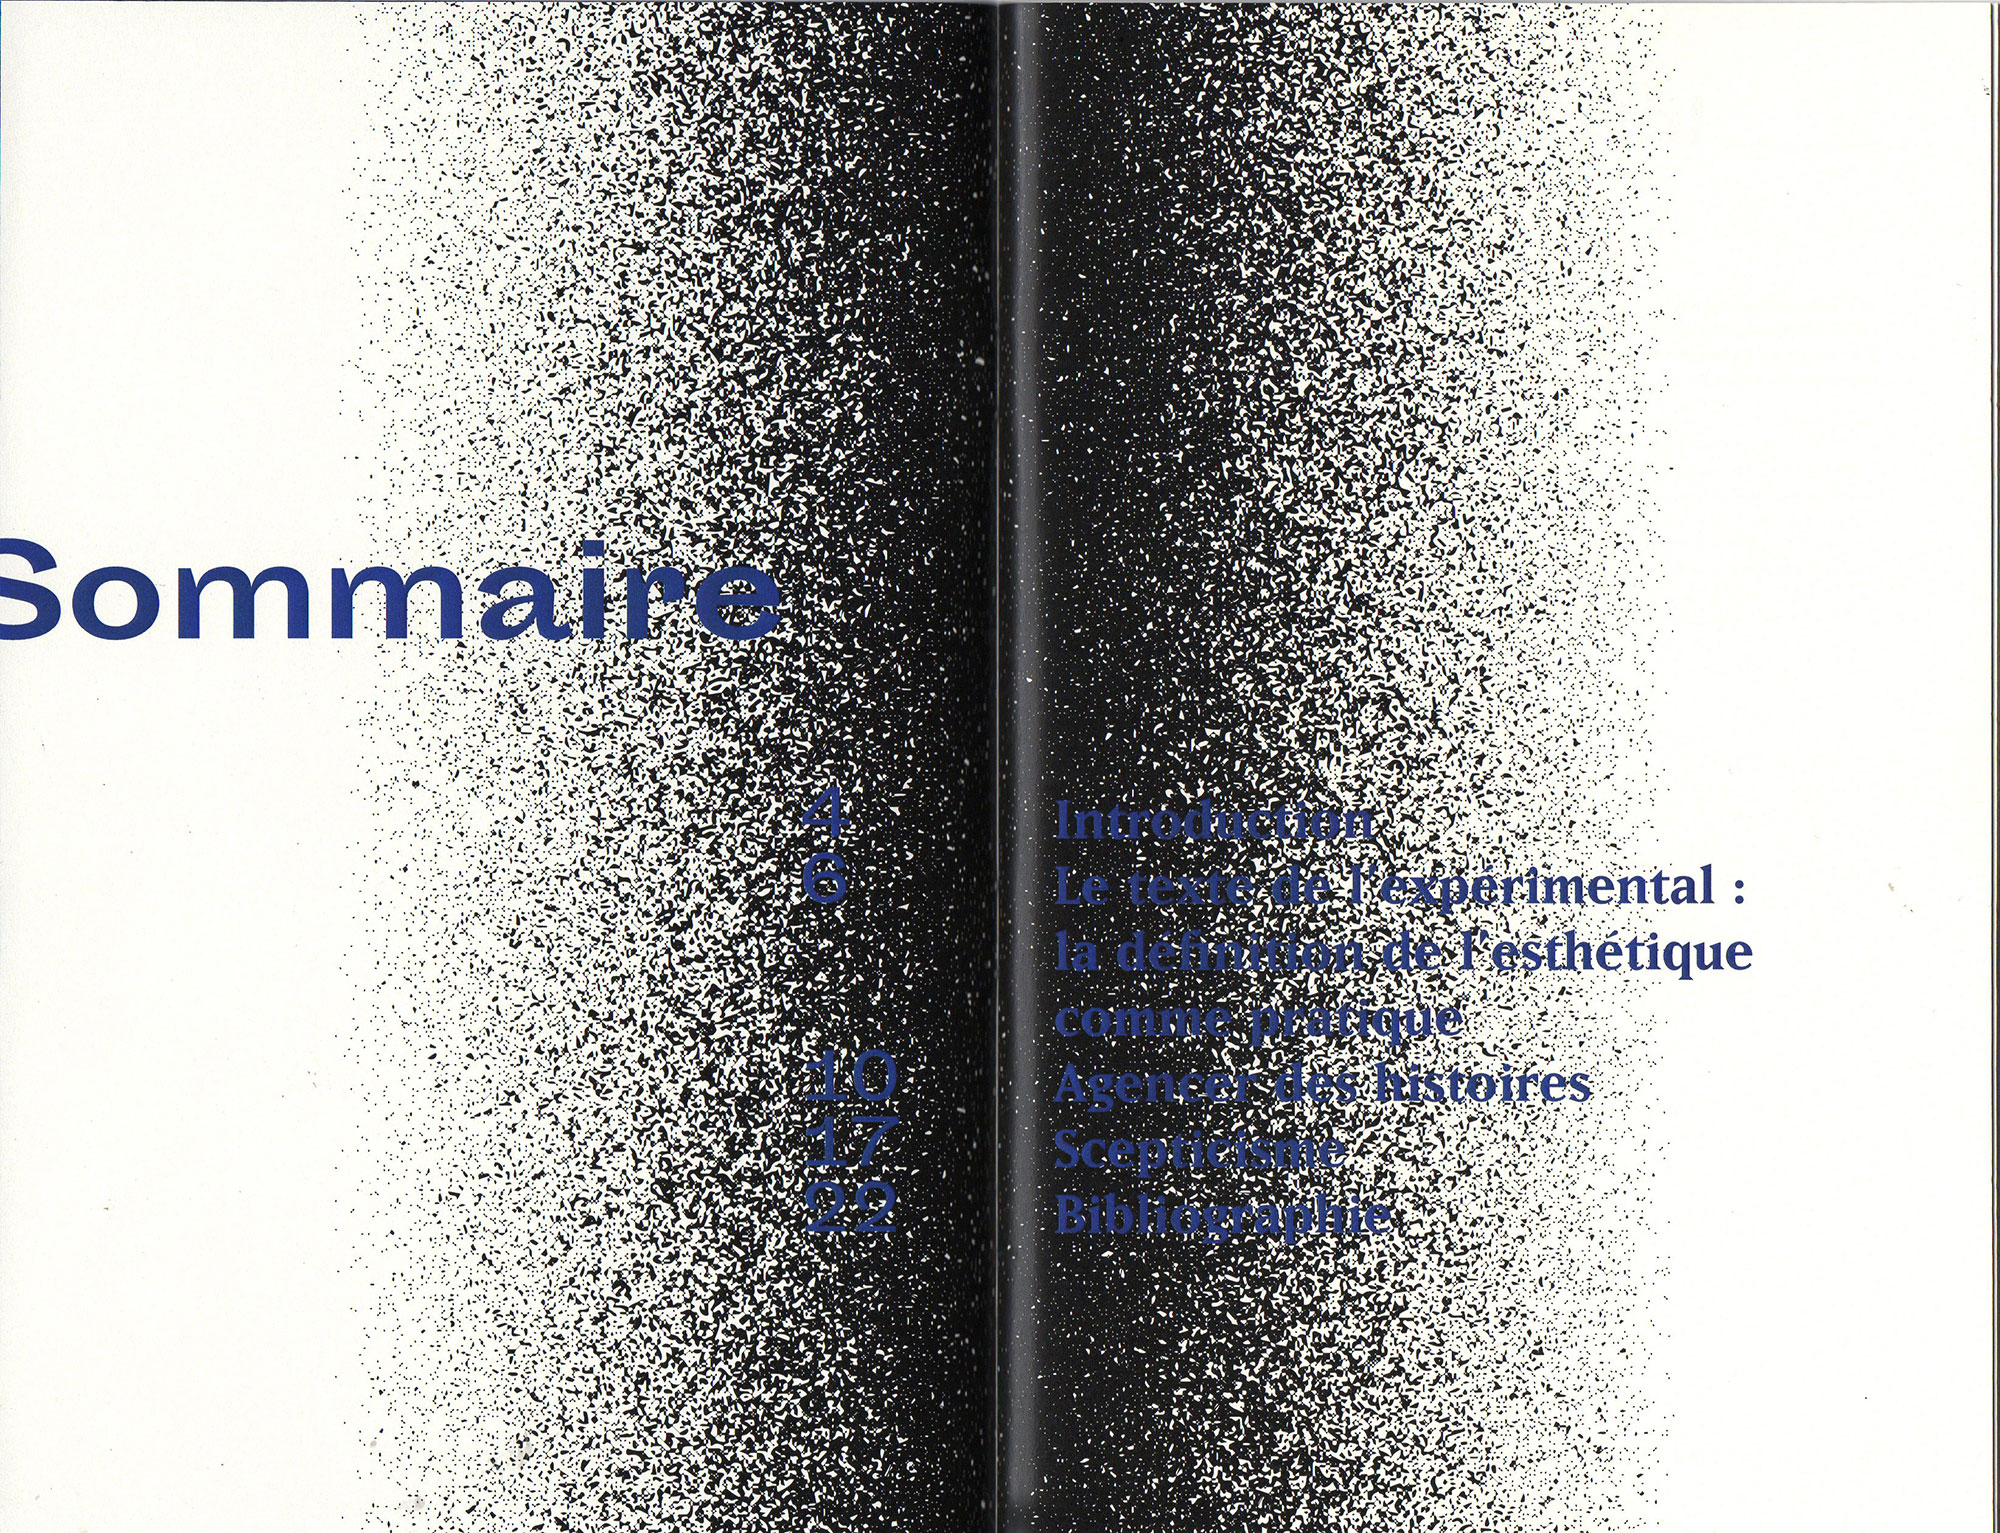 Sommaire
4 Introduction
6 Le texte de l'expérimental :
la définition de l'esthétique
comme pratique
10 Agencer des histoires
17 Scepticisme
22 Bibliographie